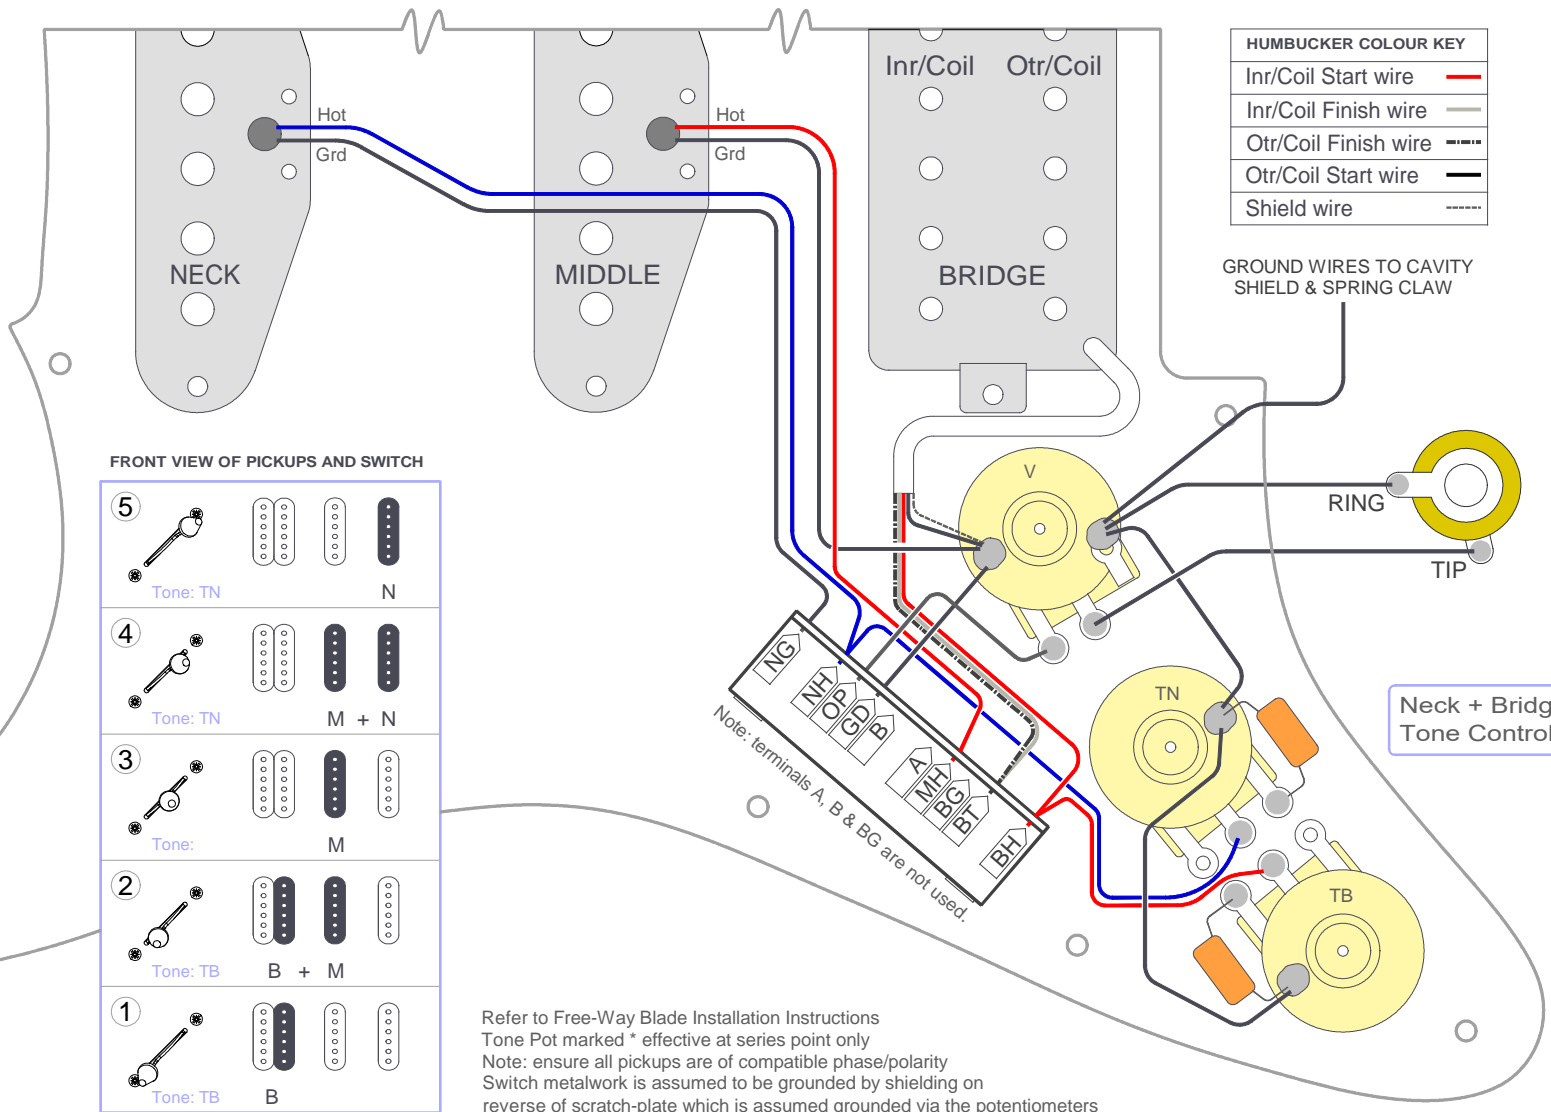 Inr/Coil Otr/Coil
HUMBUCKER COLOUR KEY
Inr/Coil Start wire
Inr/Coil Finish wire
Otr/Coil Finish wire
Otr/Coil Start wire
Shield wire
Hot
Grd
Hot
Grd
NECK
MIDDLE
BRIDGE
GROUND WIRES TO CAVITY
SHIELD & SPRING CLAW
FRONT VIEW OF PICKUPS AND SWITCH
5
Tone: TN
N
4
Tone: TN
M + N
3
Tone:
M
2
Tone: TB
B + M
1
Tone: TB
B
V
RING
TIP
NG
NH
OP
GD
B
A
MH
BG
BT
BH
Note: terminals A, B & BG are not used.
TN
TB
Neck + Bridg
Tone Control
Refer to Free-Way Blade Installation Instructions
Tone Pot marked * effective at series point only
Note: ensure all pickups are of compatible phase/polarity
Switch metalwork is assumed to be grounded by shielding on
reverse of scratch-plate which is assumed grounded via the potentiometers